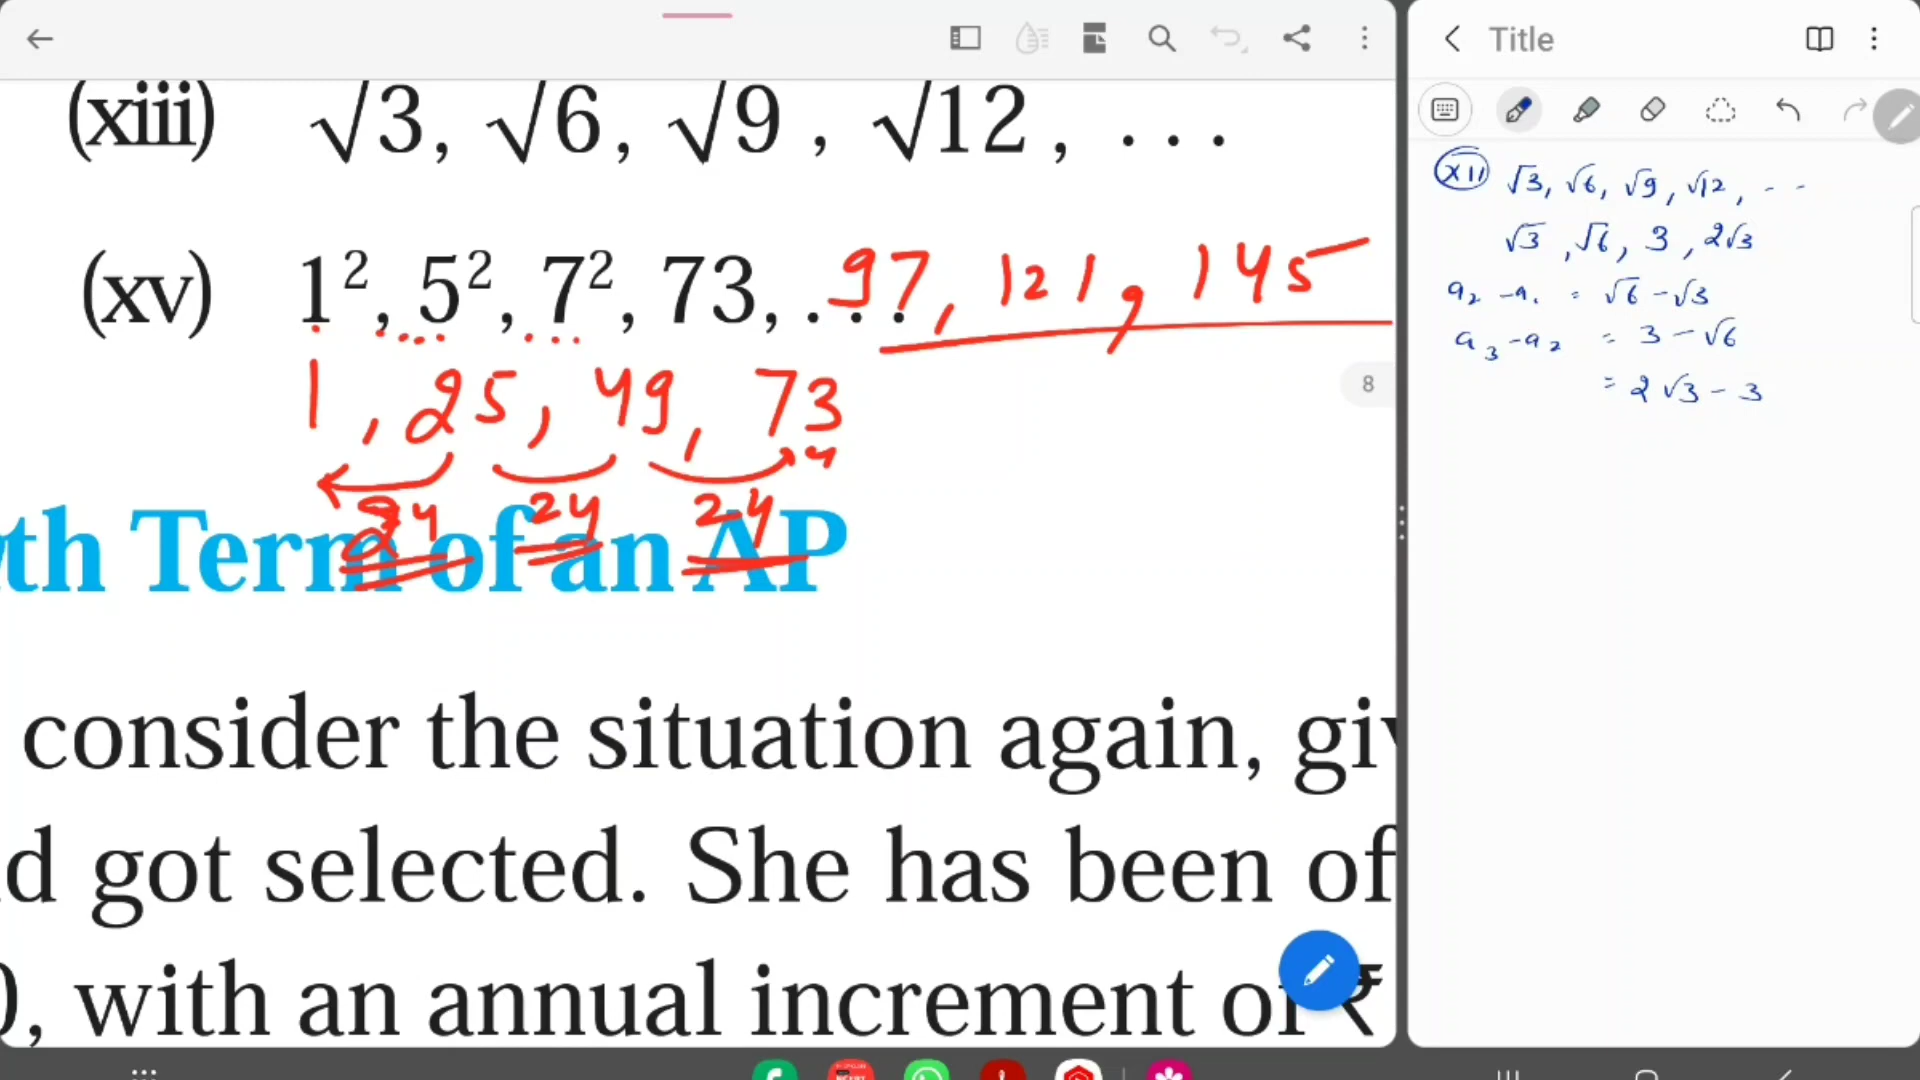 Title
(xiii) √3, √6, √9 , √12 , . . .
(xv) 1², 5², 7², 73, . . .
97, 121, 145
1, 25, 49, 73
24 24 24
th Term of an AP
consider the situation again, giv
d got selected. She has been of
), with an annual increment of ₹
8
XII √3, √6, √9, √12, - -
√3, √6, 3, 2√3
a₂ - a₁ = √6 - √3
a₃ - a₂ = 3 - √6
= 2√3 - 3